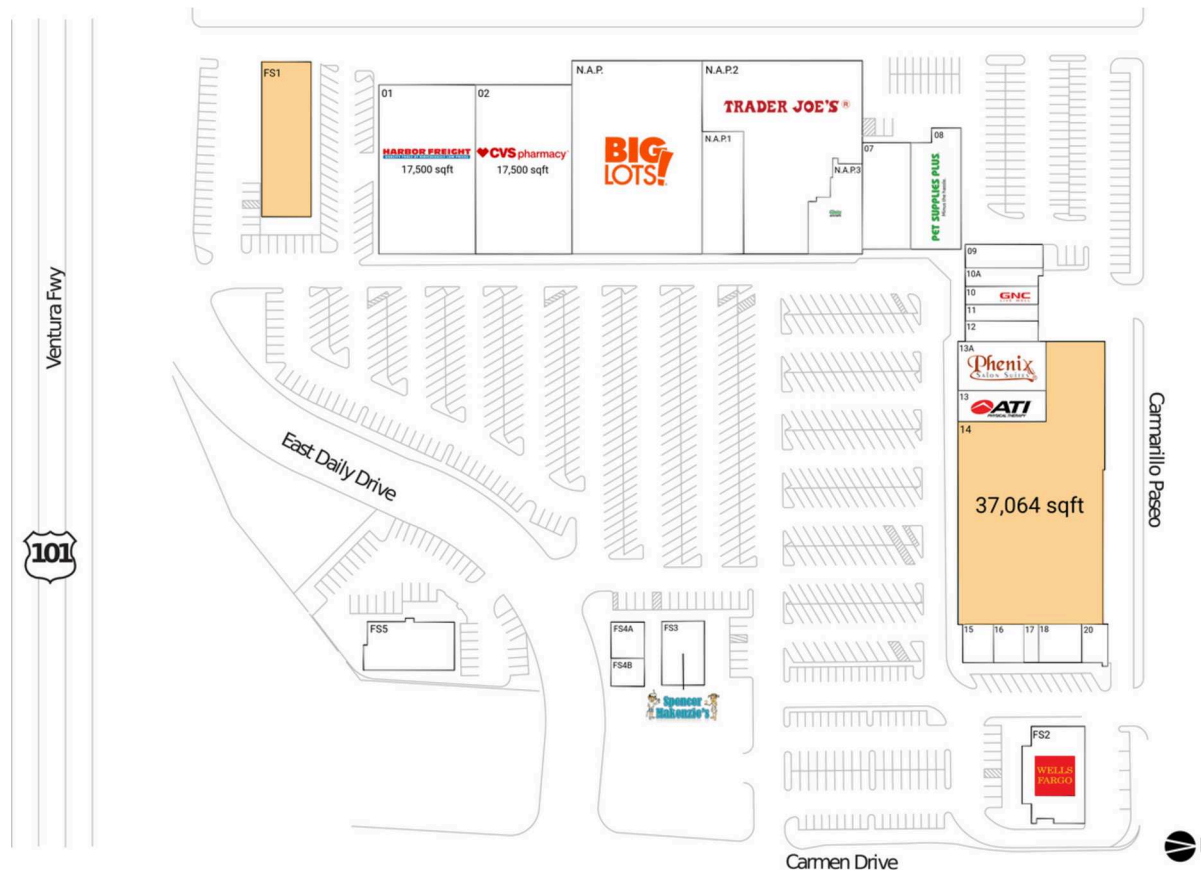 FS1
01
HARBOR FREIGHT
17,500 sqft
02
CVS pharmacy
17,500 sqft
N.A.P.
BIG
LOTS!
N.A.P.2
TRADER JOE'S®
N.A.P.1
N.A.P.3
07
08
PET SUPPLIES PLUS
09
10A
10
GNC
11
12
13A
Phenix
Salon Suites
13
ATI
PHYSICAL THERAPY
14
37,064 sqft
15
16
17
18
20
Ventura Fwy
101
East Daily Drive
Carmarillo Paseo
FS5
FS4A
FS4B
FS3
Spencer
Makenzie's
FS2
WELLS
FARGO
Carmen Drive